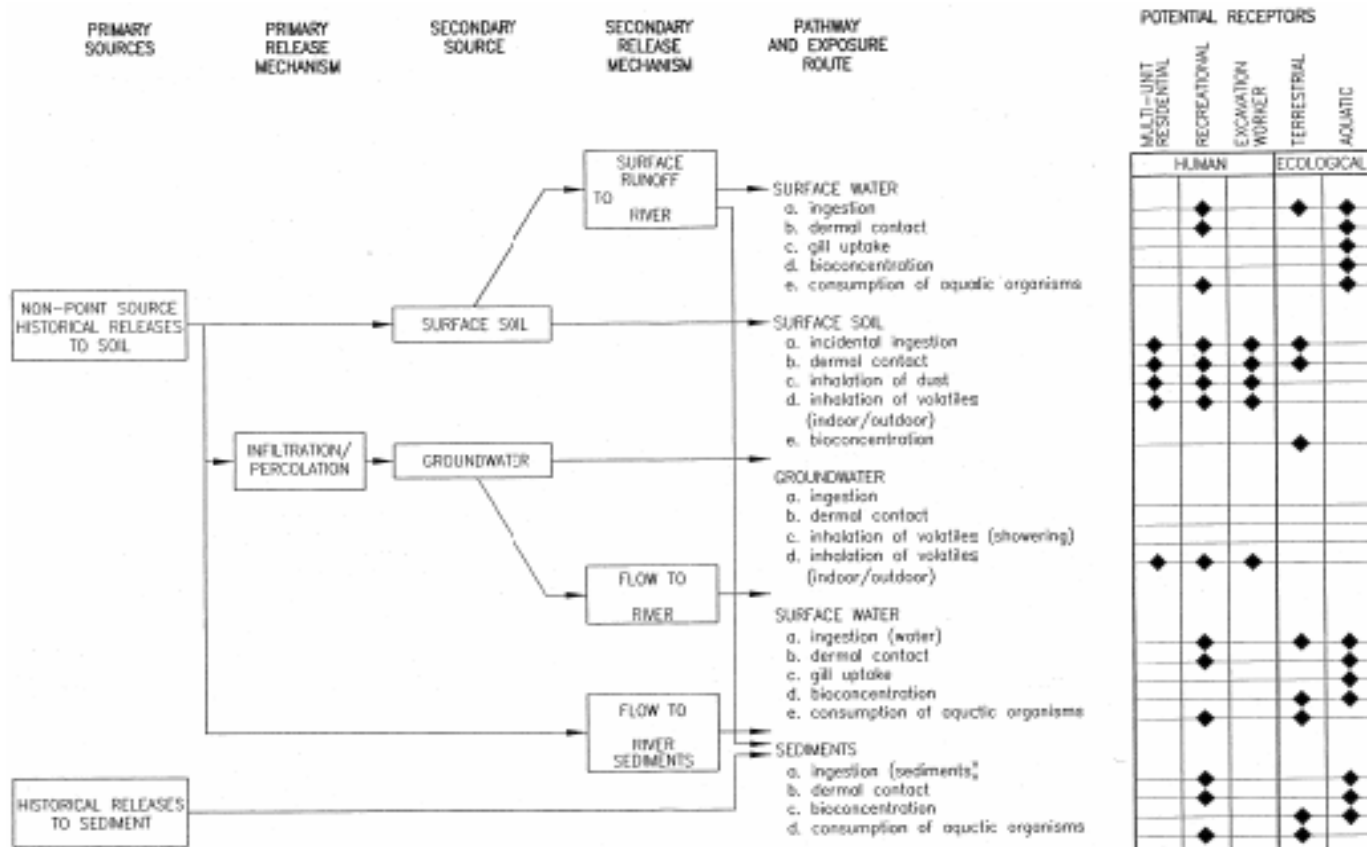 PRIMARY
SOURCES
PRIMARY
RELEASE
MECHANISM
SECONDARY
SOURCE
SECONDARY
RELEASE
MECHANISM
PATHWAY
AND EXPOSURE
ROUTE
POTENTIAL RECEPTORS
MULTI-UNIT
RESIDENTIAL
RECREATIONAL
EXCAVATION
WORKER
TERRESTRIAL
AQUATIC
HUMAN
ECOLOGICAL
SURFACE
RUNOFF
TO
RIVER
SURFACE WATER
a. ingestion
b. dermal contact
c. gill uptake
d. bioconcentration
e. consumption of aquatic organisms
NON-POINT SOURCE
HISTORICAL RELEASES
TO SOIL
SURFACE SOIL
SURFACE SOIL
a. incidental ingestion
b. dermal contact
c. inhalation of dust
d. inhalation of volatiles
(indoor/outdoor)
e. bioconcentration
INFILTRATION/
PERCOLATION
GROUNDWATER
GROUNDWATER
a. ingestion
b. dermal contact
c. inhalation of volatiles (showering)
d. inhalation of volatiles
(indoor/outdoor)
FLOW TO
RIVER
SURFACE WATER
a. ingestion (water)
b. dermal contact
c. gill uptake
d. bioconcentration
e. consumption of aquatic organisms
FLOW TO
RIVER
SEDIMENTS
SEDIMENTS
a. ingestion (sediments)
b. dermal contact
c. bioconcentration
d. consumption of aquatic organisms
HISTORICAL RELEASES
TO SEDIMENT